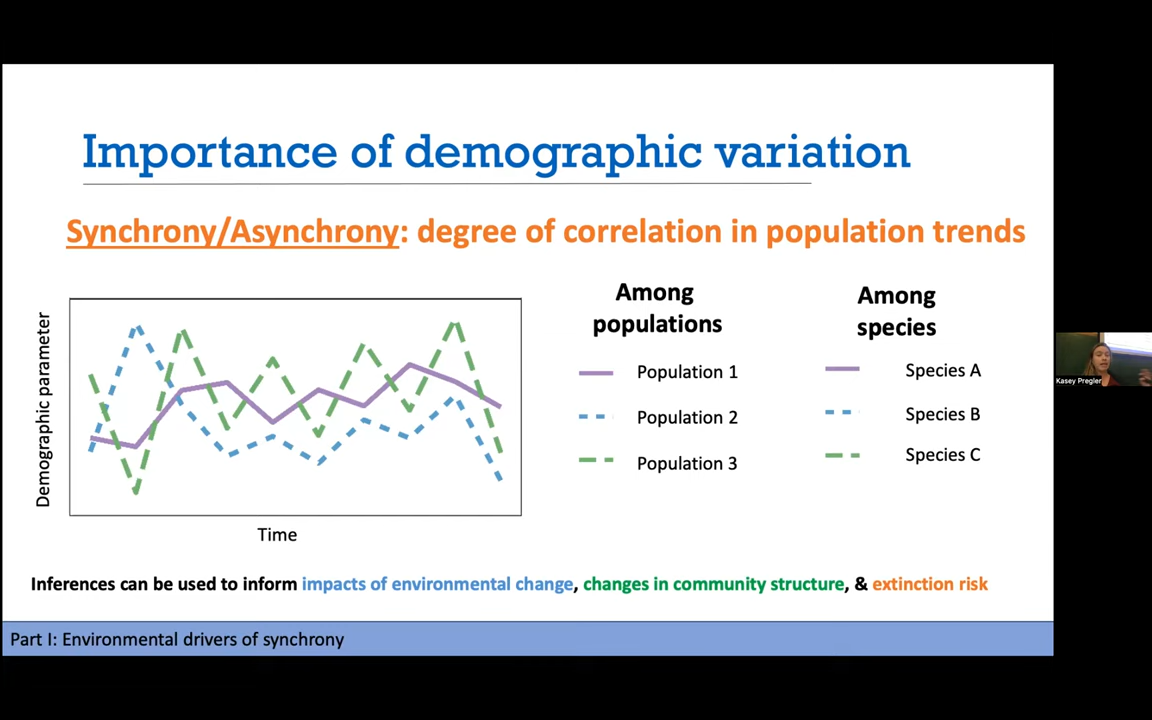 Importance of demographic variation
Synchrony/Asynchrony: degree of correlation in population trends
Demographic parameter
Time
Among
populations
Population 1
Population 2
Population 3
Among
species
Species A
Species B
Species C
Kasey Pregler
Inferences can be used to inform impacts of environmental change, changes in community structure, & extinction risk
Part I: Environmental drivers of synchrony